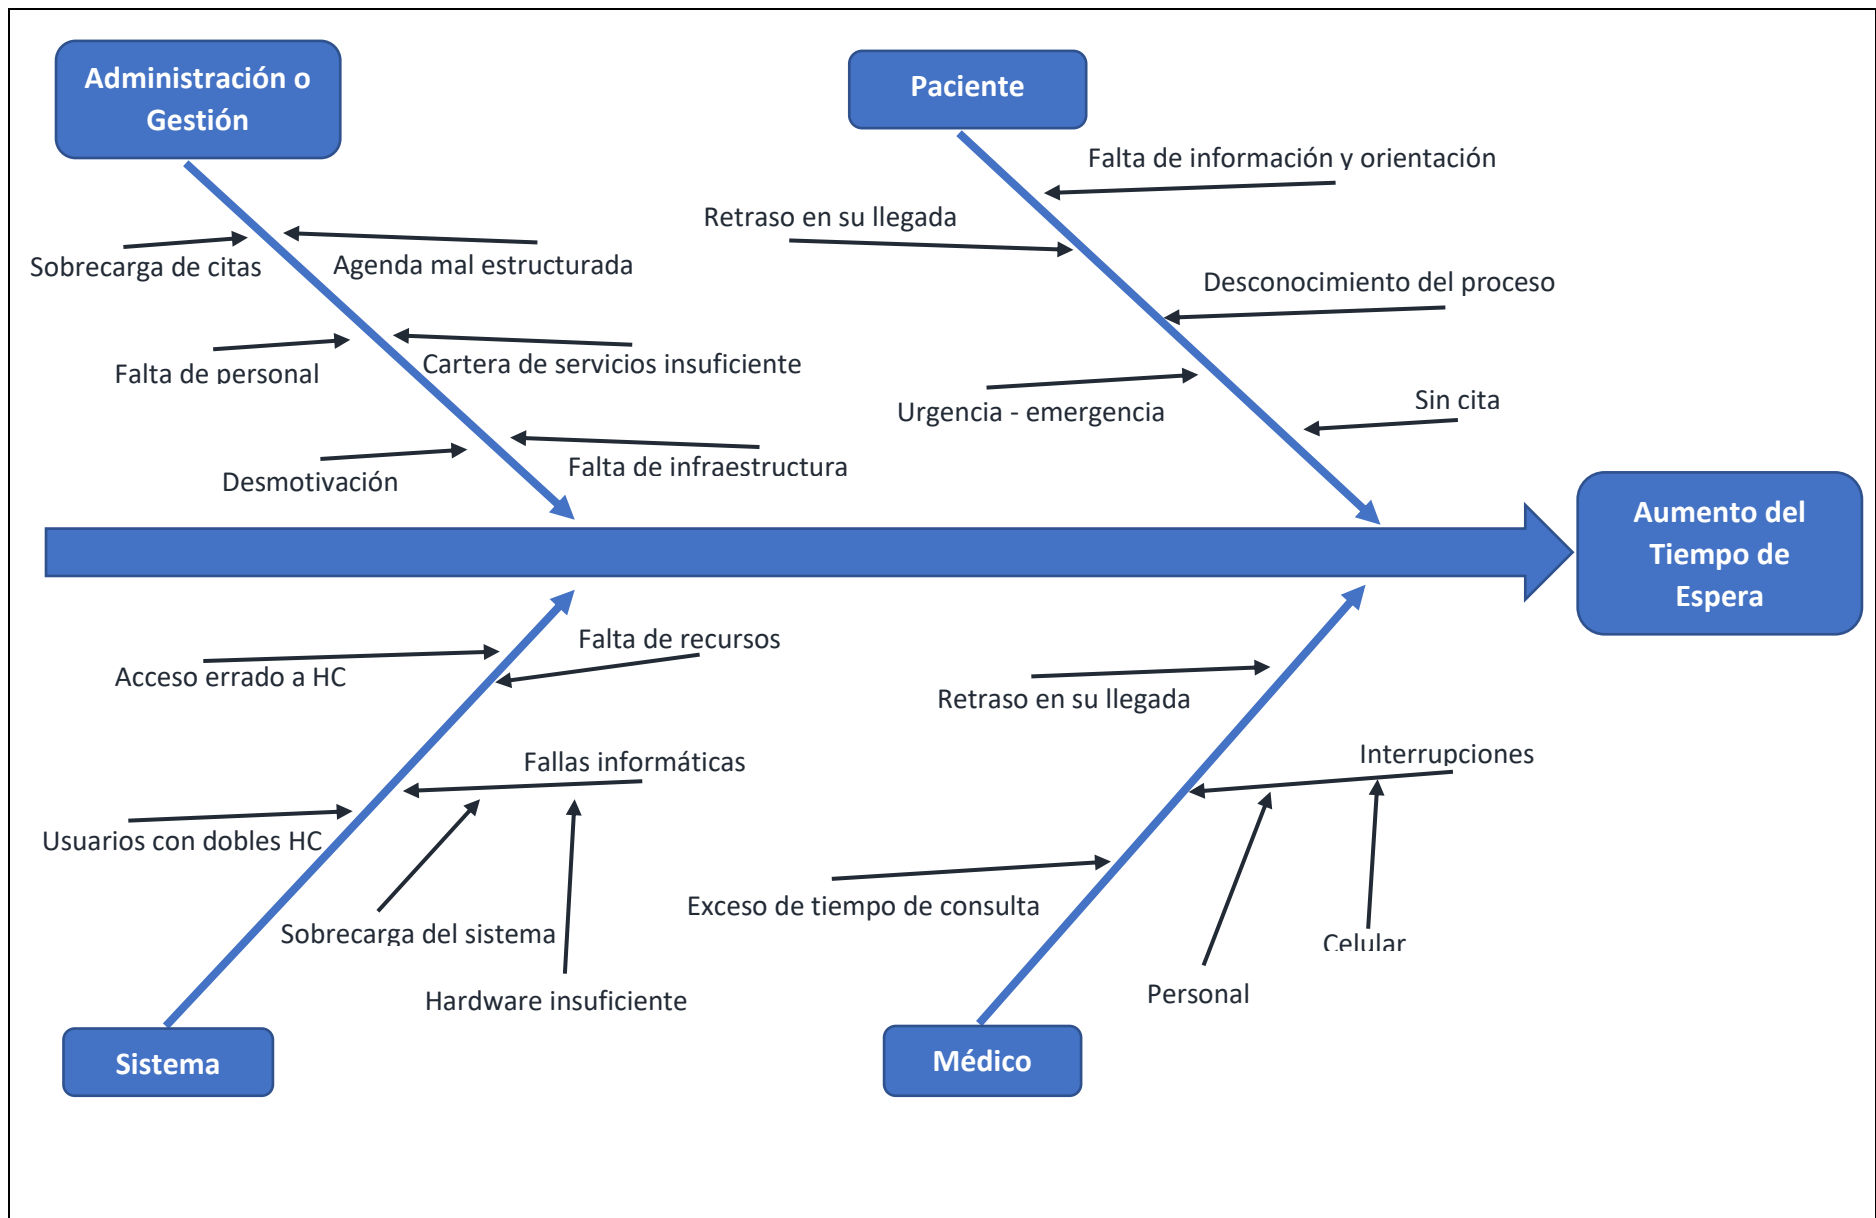 Administración o
Gestión
Paciente
Falta de información y orientación
Retraso en su llegada
Sobrecarga de citas
Agenda mal estructurada
Desconocimiento del proceso
Falta de personal
Cartera de servicios insuficiente
Urgencia - emergencia
Sin cita
Desmotivación
Falta de infraestructura
Aumento del
Tiempo de
Espera
Acceso errado a HC
Falta de recursos
Retraso en su llegada
Fallas informáticas
Interrupciones
Usuarios con dobles HC
Exceso de tiempo de consulta
Sobrecarga del sistema
Celular
Hardware insuficiente
Personal
Sistema
Médico